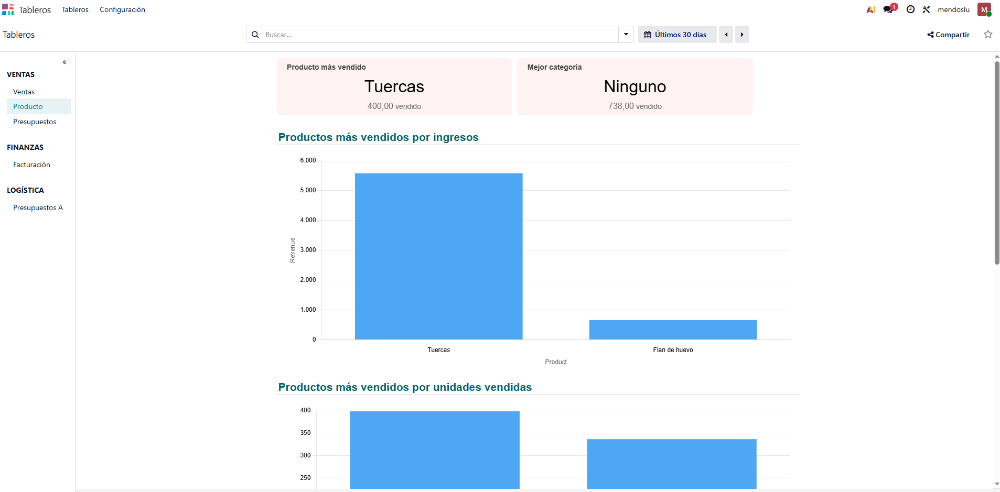 Tableros
Tableros
Configuración
1
mendoslu
M
Tableros
Buscar...
Últimos 30 días
Compartir
«
VENTAS
Ventas
Producto
Presupuestos
FINANZAS
Facturación
LOGÍSTICA
Presupuestos A
Producto más vendido
Tuercas
400,00 vendido
Mejor categoría
Ninguno
738,00 vendido
Productos más vendidos por ingresos
6.000
5.000
4.000
3.000
2.000
1.000
0
Revenue
Tuercas
Flan de huevo
Product
Productos más vendidos por unidades vendidas
400
350
300
250